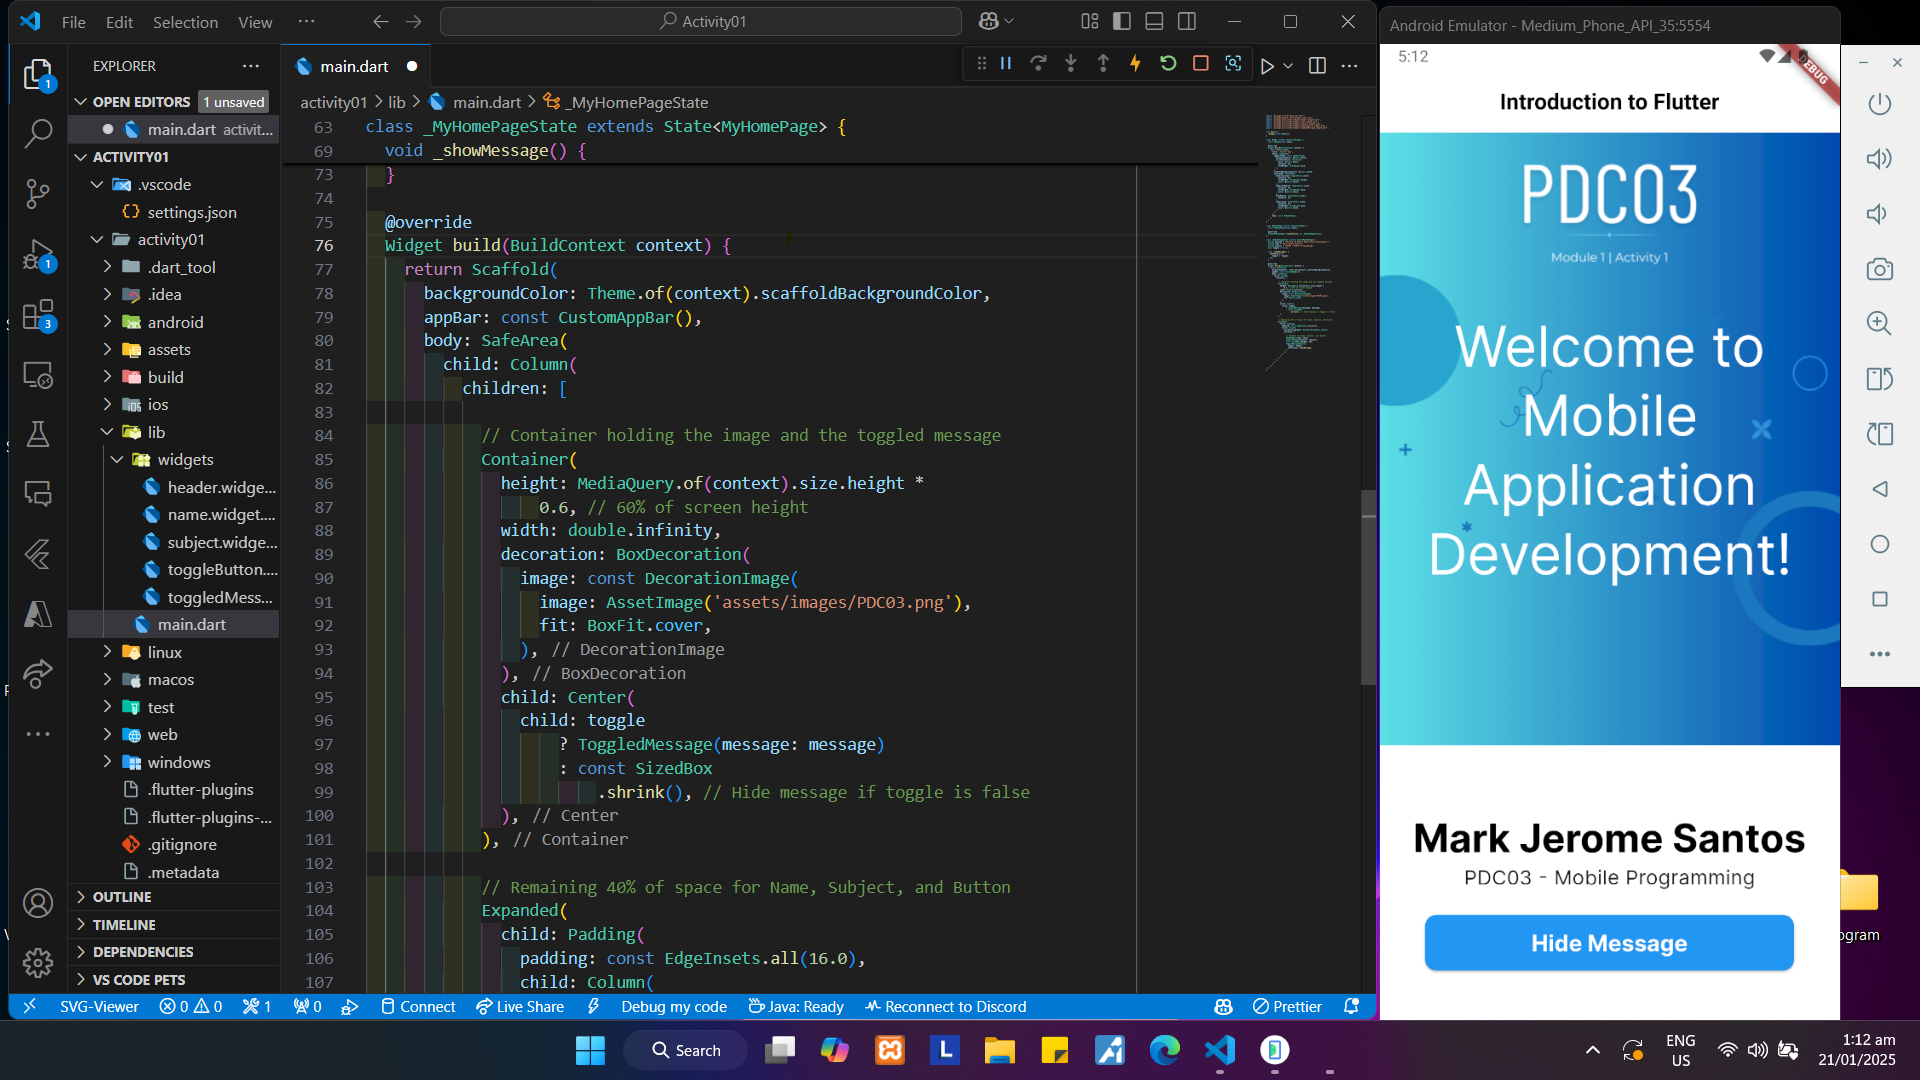 File Edit Selection View ... Activity01
EXPLORER
OPEN EDITORS 1 unsaved
main.dart activit...
ACTIVITY01
.vscode
settings.json
activity01
.dart_tool
.idea
android
assets
build
ios
lib
widgets
header.widge...
name.widget....
subject.widge...
toggleButton....
toggledMess...
main.dart
linux
macos
test
web
windows
.flutter-plugins
.flutter-plugins-...
.gitignore
.metadata
OUTLINE
TIMELINE
DEPENDENCIES
VS CODE PETS
1
1
3
main.dart
activity01 > lib > main.dart > _MyHomePageState
63 class _MyHomePageState extends State<MyHomePage> {
69 void _showMessage() {
73 }
74
75 @override
76 Widget build(BuildContext context) {
77 return Scaffold(
78 backgroundColor: Theme.of(context).scaffoldBackgroundColor,
79 appBar: const CustomAppBar(),
80 body: SafeArea(
81 child: Column(
82 children: [
83
84 // Container holding the image and the toggled message
85 Container(
86 height: MediaQuery.of(context).size.height *
87 0.6, // 60% of screen height
88 width: double.infinity,
89 decoration: BoxDecoration(
90 image: const DecorationImage(
91 image: AssetImage('assets/images/PDC03.png'),
92 fit: BoxFit.cover,
93 ), // DecorationImage
94 ), // BoxDecoration
95 child: Center(
96 child: toggle
97 ? ToggledMessage(message: message)
98 : const SizedBox
99 .shrink(), // Hide message if toggle is false
100 ), // Center
101 ), // Container
102
103 // Remaining 40% of space for Name, Subject, and Button
104 Expanded(
105 child: Padding(
106 padding: const EdgeInsets.all(16.0),
107 child: Column(
SVG-Viewer 0 0 1 0 Connect Live Share Debug my code Java: Ready Reconnect to Discord Prettier
Android Emulator - Medium_Phone_API_35:5554
5:12
Introduction to Flutter
PDC03
Module 1 | Activity 1
Welcome to
Mobile
Application
Development!
Mark Jerome Santos
PDC03 - Mobile Programming
Hide Message
ogram
Search
L
ENG
US
1:12 am
21/01/2025